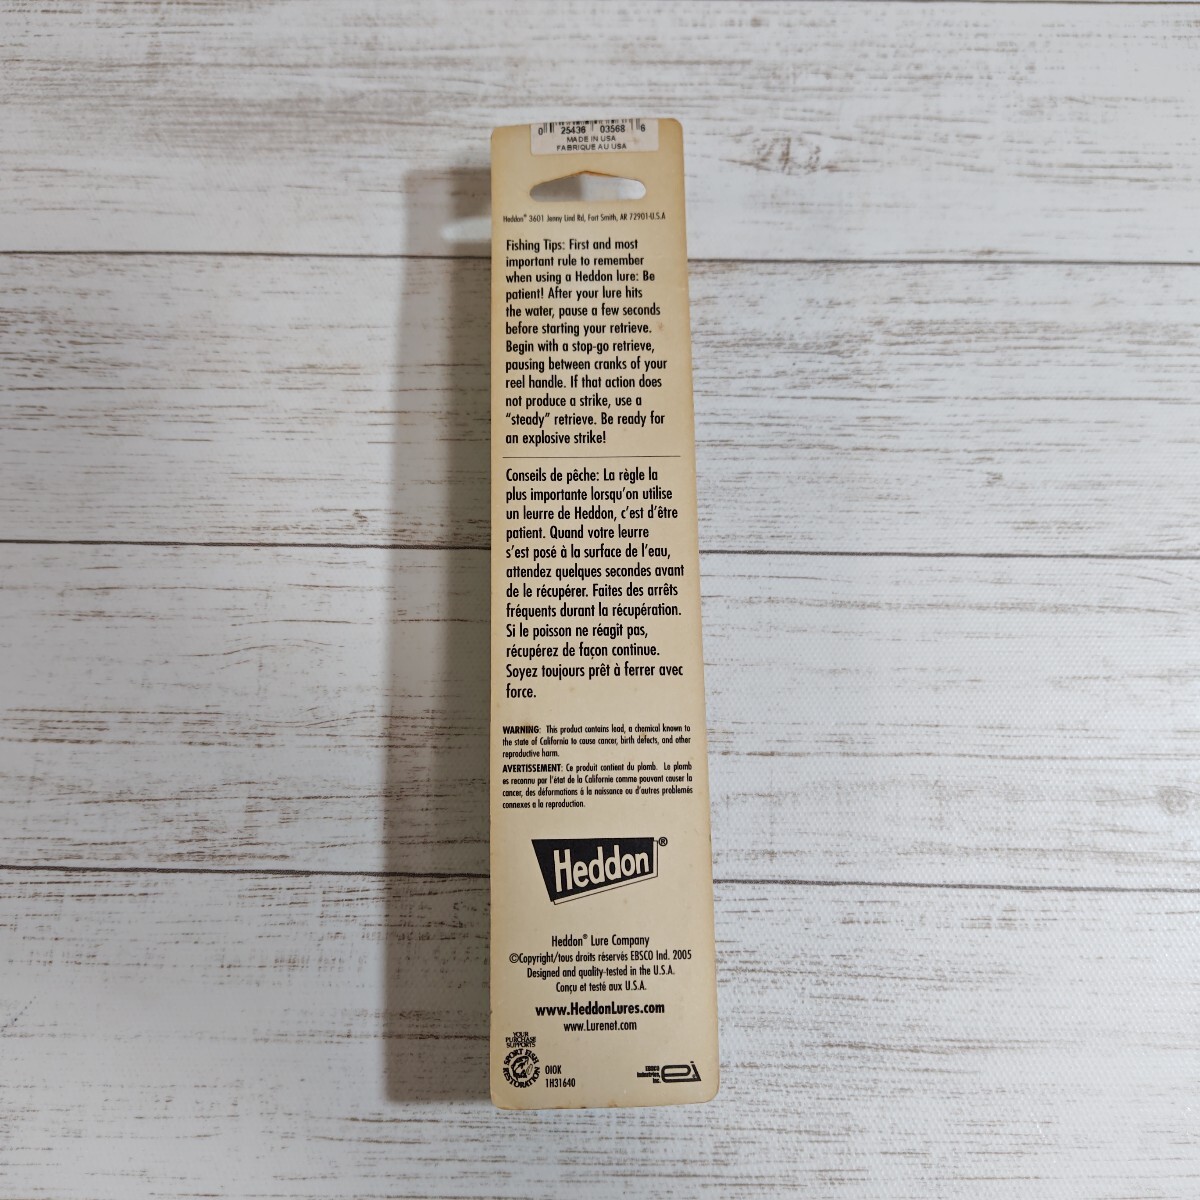 0 25436 03568 6
MADE IN USA
FABRIQUE AU USA
Heddon® 3601 Jenny Lind Rd, Fort Smith, AR 72901-U.S.A
Fishing Tips: First and most
important rule to remember
when using a Heddon lure: Be
patient! After your lure hits
the water, pause a few seconds
before starting your retrieve.
Begin with a stop-go retrieve,
pausing between cranks of your
reel handle. If that action does
not produce a strike, use a
“steady” retrieve. Be ready for
an explosive strike!
Conseils de pêche: La règle la
plus importante lorsqu'on utilise
un leurre de Heddon, c'est d'être
patient. Quand votre leurre
s'est posé à la surface de l'eau,
attendez quelques secondes avant
de le récupérer. Faites des arrêts
fréquents durant la récupération.
Si le poisson ne réagit pas,
récupérez de façon continue.
Soyez toujours prêt à ferrer avec
force.
WARNING: This product contains lead, a chemical known to
the state of California to cause cancer, birth defects, and other
reproductive harm.
AVERTISSEMENT: Ce produit contient du plomb. Le plomb
es reconnu par l'état de la Californie comme pouvant causer la
cancer, des déformations à la naissance ou d'autres problemés
connexes a la reproduction.
Heddon®
Heddon® Lure Company
©Copyright/tous droits réservés EBSCO Ind. 2005
Designed and quality-tested in the U.S.A.
Conçu et testé aux U.S.A.
www.HeddonLures.com
www.Lurenet.com
YOUR
PURCHASE
SUPPORTS
SPORT FISH
RESTORATION
OIOK
1H31640
EBSCO
Industries,
Inc.
ei